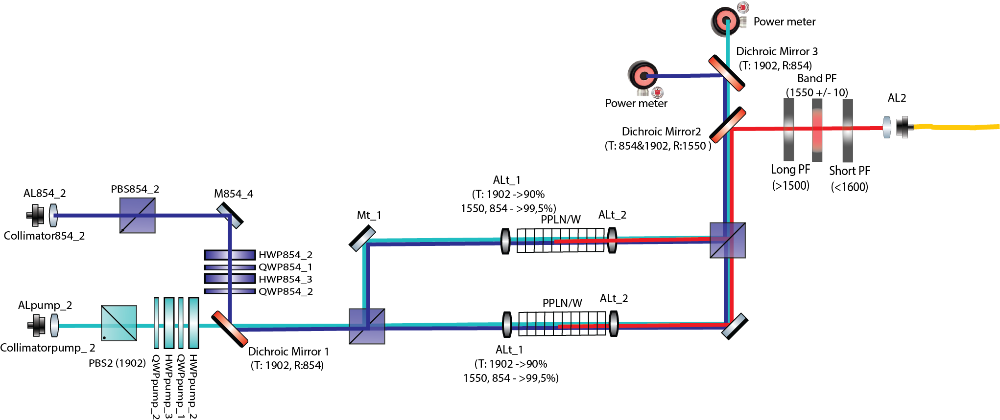 Power meter
Dichroic Mirror 3
(T: 1902, R:854)
Band PF
(1550 +/- 10)
AL2
Power meter
Dichroic Mirror2
(T: 854&1902, R:1550 )
Long PF
(>1500)
Short PF
(<1600)
ALt_1
(T: 1902 ->90%
1550, 854 - >99,5%)
PPLN/W
ALt_2
Mt_1
AL854_2
PBS854_2
M854_4
Collimator854_2
HWP854_2
QWP854_1
HWP854_3
QWP854_2
ALpump_2
Collimatorpump_ 2
PBS2 (1902)
QWPpump_2
HWPpump_3
QWPpump_1
HWPpump_2
Dichroic Mirror 1
(T: 1902, R:854)
PPLN/W
ALt_2
ALt_1
(T: 1902 ->90%
1550, 854 - >99,5%)